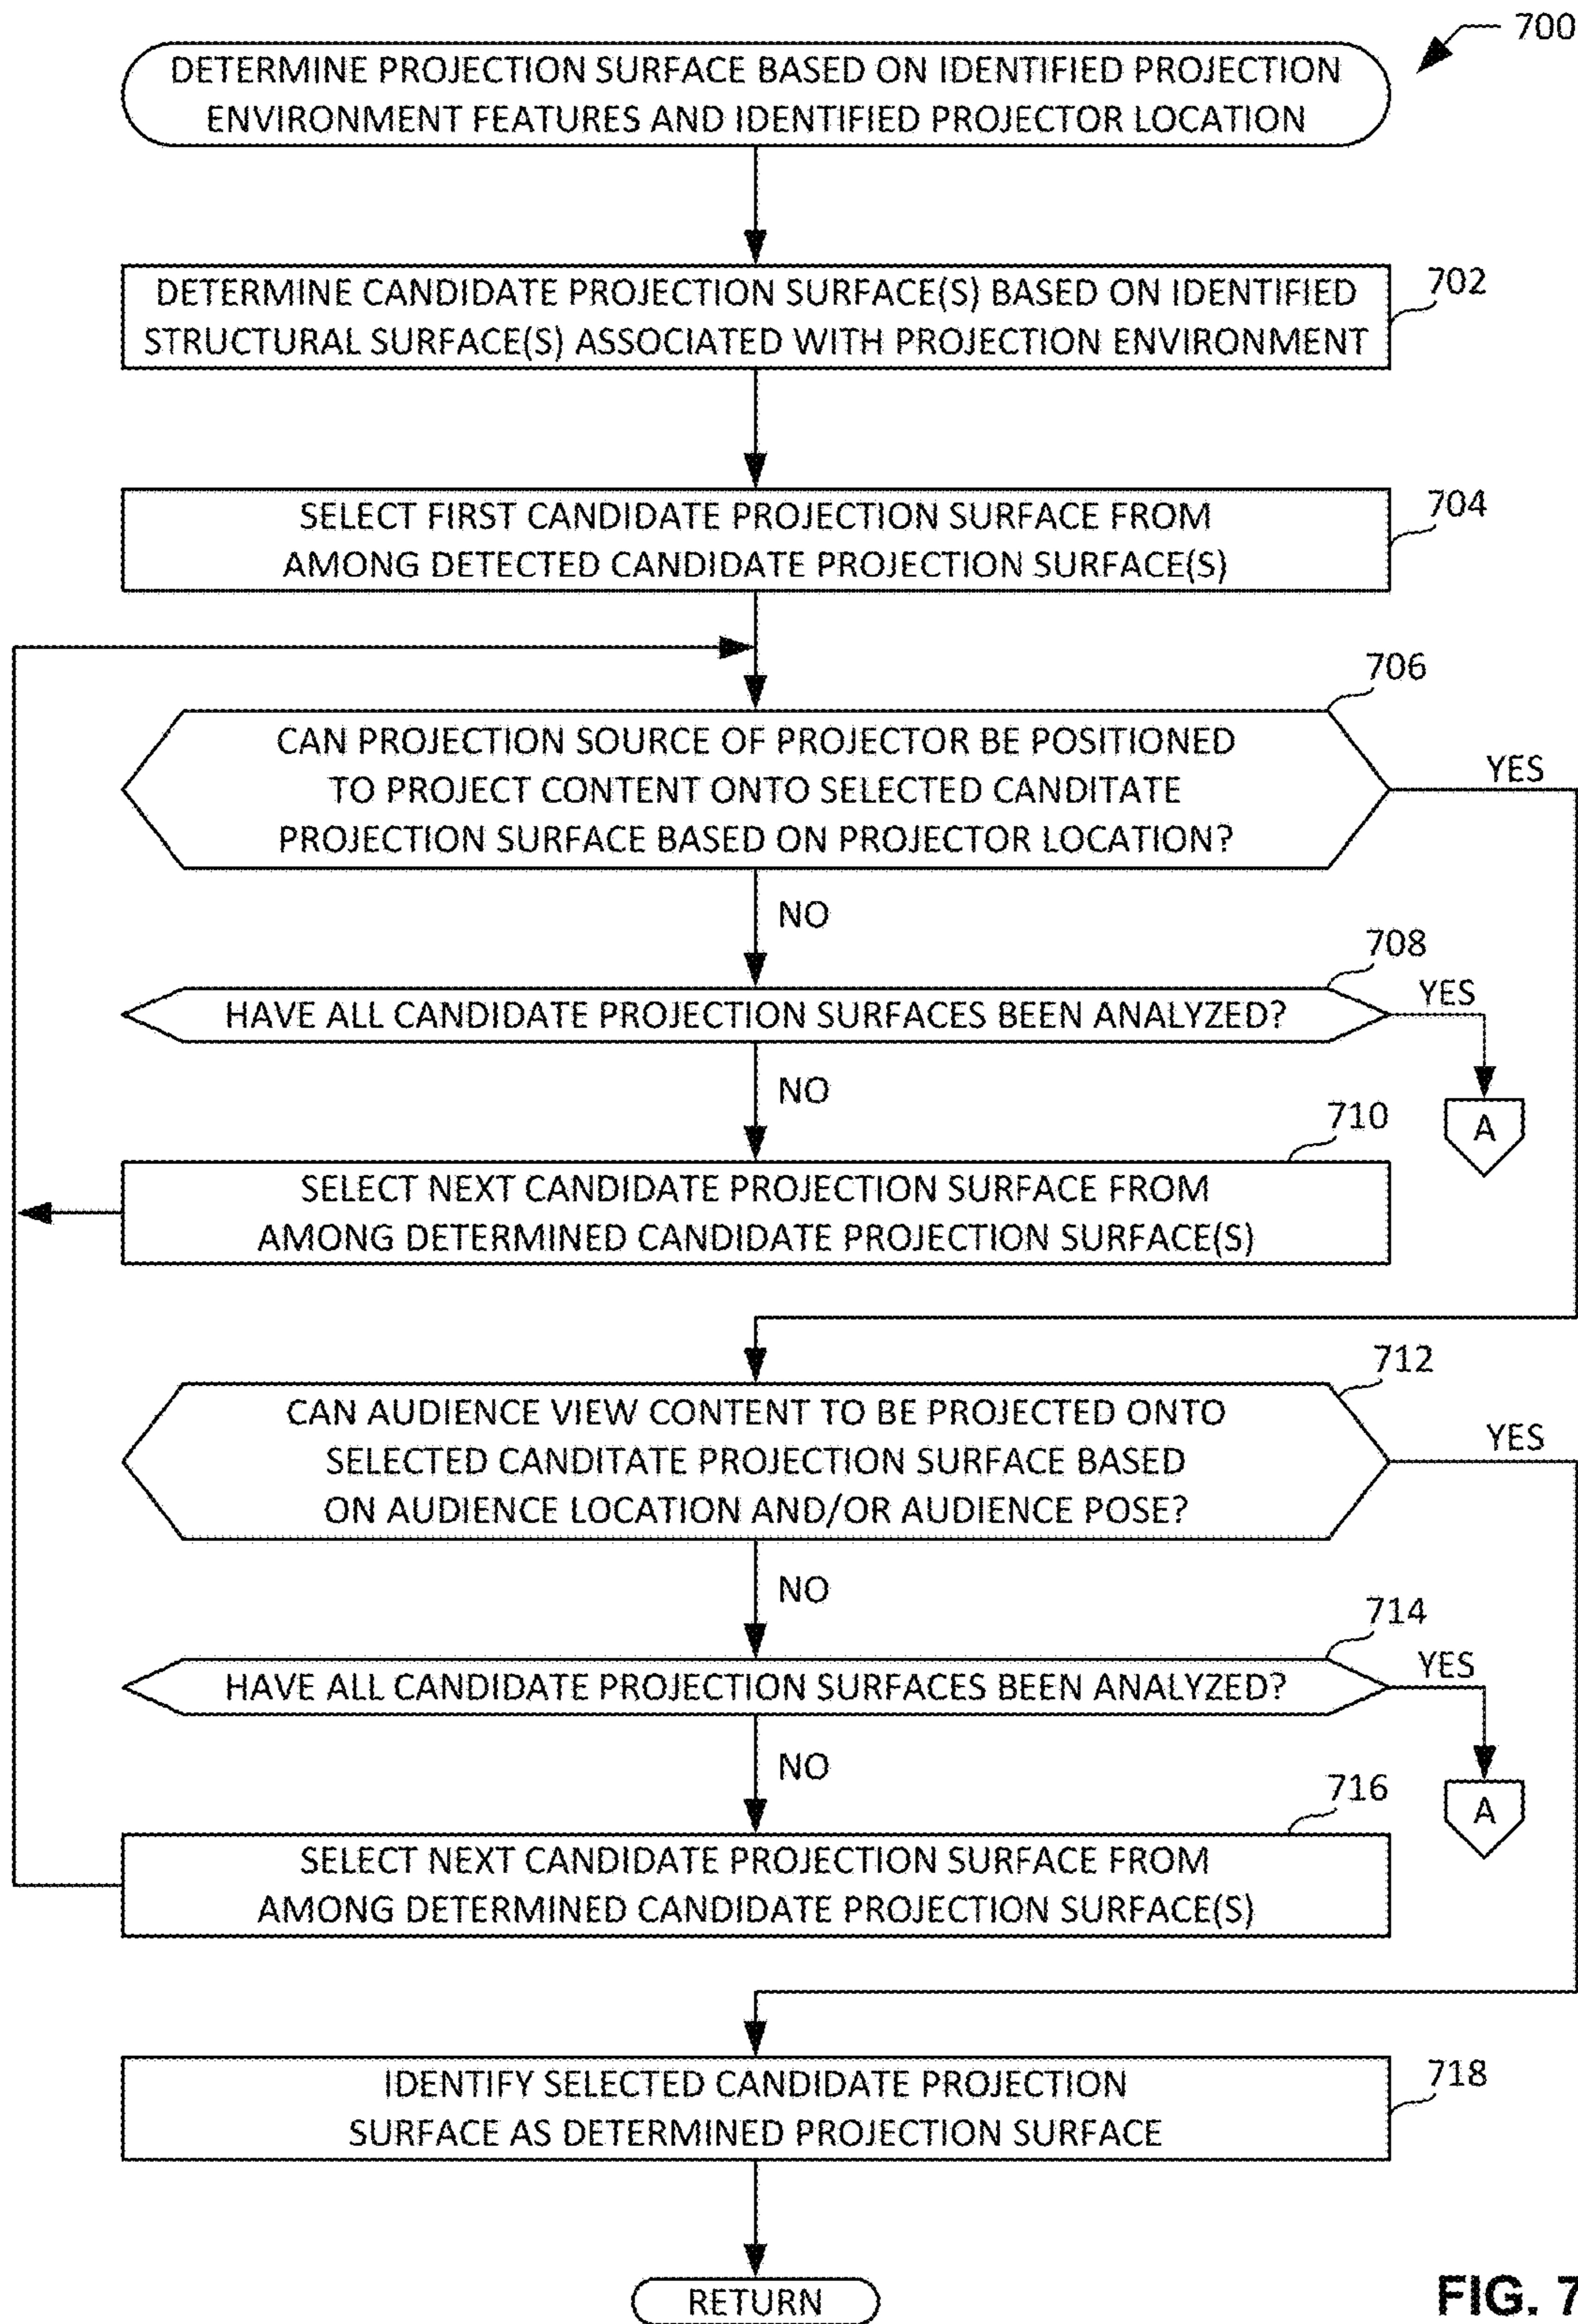 700
DETERMINE PROJECTION SURFACE BASED ON IDENTIFIED PROJECTION
ENVIRONMENT FEATURES AND IDENTIFIED PROJECTOR LOCATION
702
DETERMINE CANDIDATE PROJECTION SURFACE(S) BASED ON IDENTIFIED
STRUCTURAL SURFACE(S) ASSOCIATED WITH PROJECTION ENVIRONMENT
704
SELECT FIRST CANDIDATE PROJECTION SURFACE FROM
AMONG DETECTED CANDIDATE PROJECTION SURFACE(S)
706
CAN PROJECTION SOURCE OF PROJECTOR BE POSITIONED
TO PROJECT CONTENT ONTO SELECTED CANDITATE
PROJECTION SURFACE BASED ON PROJECTOR LOCATION?
YES
NO
708
HAVE ALL CANDIDATE PROJECTION SURFACES BEEN ANALYZED?
YES
A
NO
710
SELECT NEXT CANDIDATE PROJECTION SURFACE FROM
AMONG DETERMINED CANDIDATE PROJECTION SURFACE(S)
712
CAN AUDIENCE VIEW CONTENT TO BE PROJECTED ONTO
SELECTED CANDITATE PROJECTION SURFACE BASED
ON AUDIENCE LOCATION AND/OR AUDIENCE POSE?
YES
NO
714
HAVE ALL CANDIDATE PROJECTION SURFACES BEEN ANALYZED?
YES
A
NO
716
SELECT NEXT CANDIDATE PROJECTION SURFACE FROM
AMONG DETERMINED CANDIDATE PROJECTION SURFACE(S)
718
IDENTIFY SELECTED CANDIDATE PROJECTION
SURFACE AS DETERMINED PROJECTION SURFACE
RETURN
FIG. 7